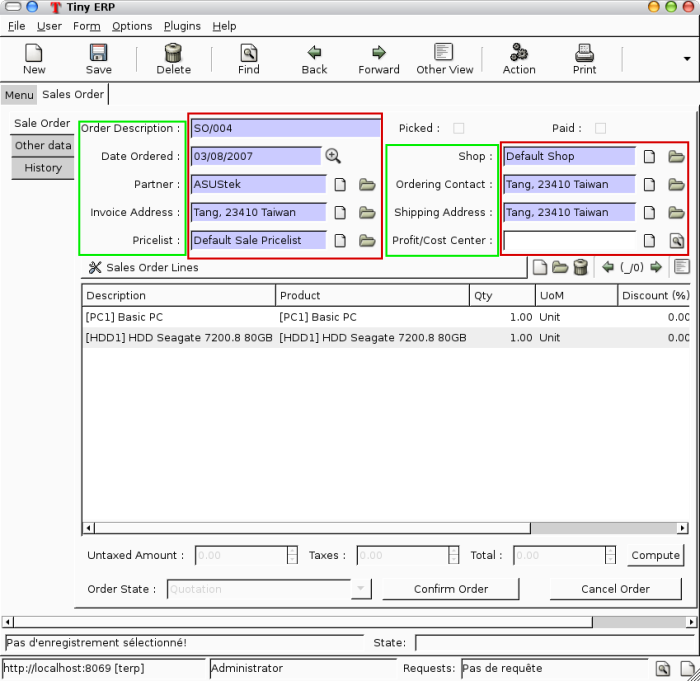 Tiny ERP
File User Form Options Plugins Help
New Save Delete Find Back Forward Other View Action Print
Menu Sales Order
Sale Order
Other data
History
Order Description : SO/004 Picked : Paid :
Date Ordered : 03/08/2007 Shop : Default Shop
Partner : ASUStek Ordering Contact : Tang, 23410 Taiwan
Invoice Address : Tang, 23410 Taiwan Shipping Address : Tang, 23410 Taiwan
Pricelist : Default Sale Pricelist Profit/Cost Center :
Sales Order Lines (_/0)
Description Product Qty UoM Discount (%)
[PC1] Basic PC [PC1] Basic PC 1.00 Unit 0.00
[HDD1] HDD Seagate 7200.8 80GB [HDD1] HDD Seagate 7200.8 80GB 1.00 Unit 0.00
Untaxed Amount : 0.00 Taxes : 0.00 Total : 0.00 Compute
Order State : Quotation Confirm Order Cancel Order
Pas d'enregistrement sélectionné! State:
http://localhost:8069 [terp] Administrator Requests: Pas de requête